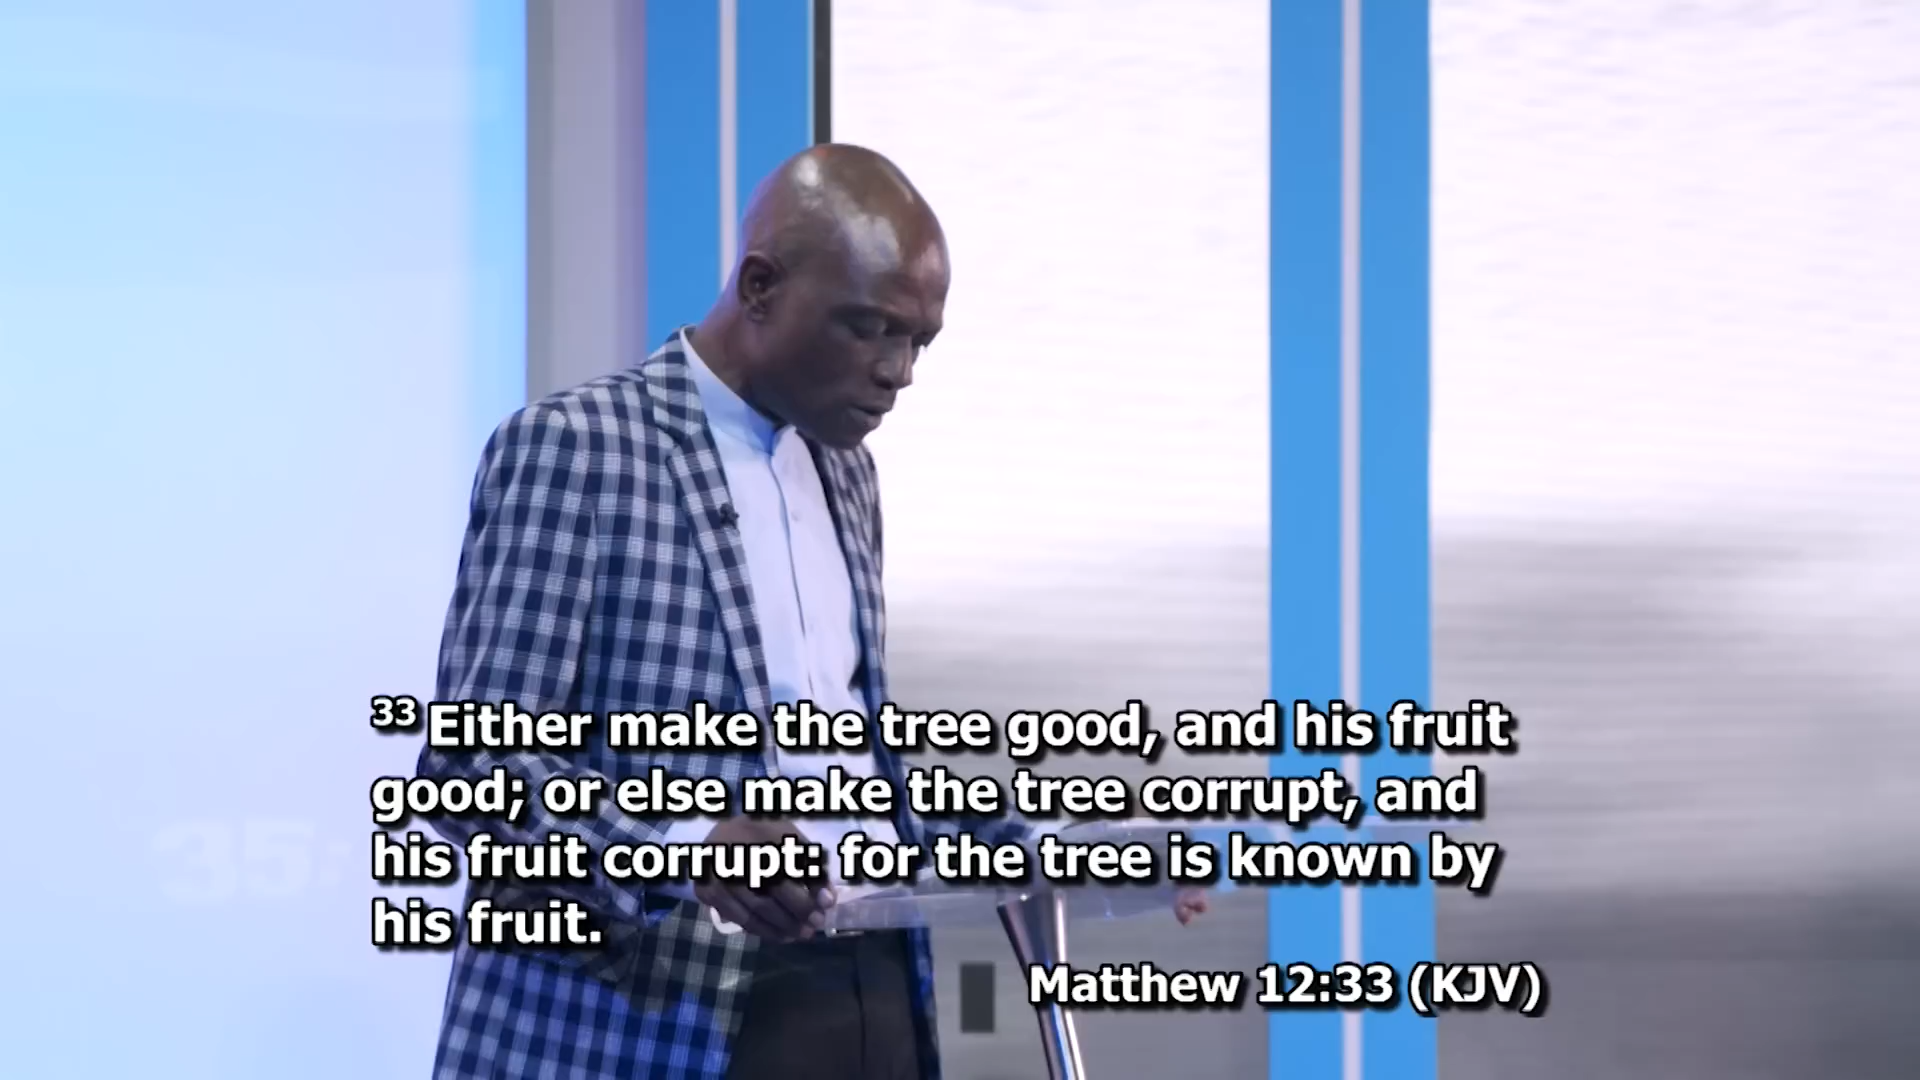 33 Either make the tree good, and his fruit
good; or else make the tree corrupt, and
his fruit corrupt: for the tree is known by
his fruit.
Matthew 12:33 (KJV)
35: